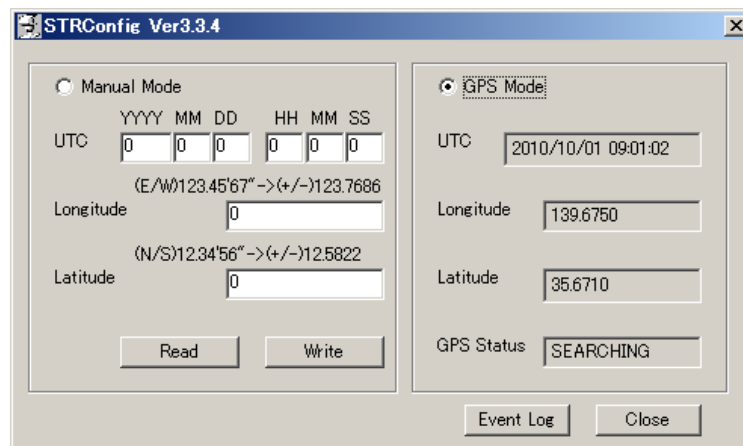 STRConfig Ver3.3.4
Manual Mode
YYYY MM DD HH MM SS
UTC 0 0 0 0 0 0
(E/W)123.45'67"->(+/-)123.7686
Longitude 0
(N/S)12.34'56"->(+/-)12.5822
Latitude 0
Read Write
GPS Mode
UTC 2010/10/01 09:01:02
Longitude 139.6750
Latitude 35.6710
GPS Status SEARCHING
Event Log Close